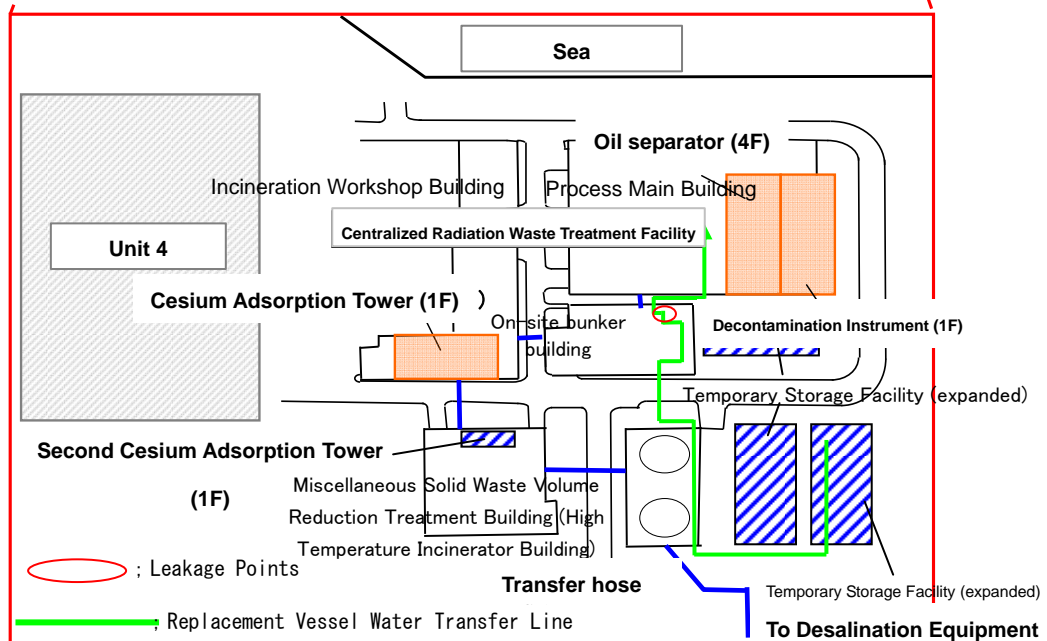 Sea
Oil separator (4F)
Incineration Workshop Building
Process Main Building
Centralized Radiation Waste Treatment Facility
Unit 4
Cesium Adsorption Tower (1F) )
On-site bunker
building
Decontamination Instrument (1F)
Temporary Storage Facility (expanded)
Second Cesium Adsorption Tower
(1F)
Miscellaneous Solid Waste Volume
Reduction Treatment Building (High
Temperature Incinerator Building)
; Leakage Points
Transfer hose
Temporary Storage Facility (expanded)
; Replacement Vessel Water Transfer Line
To Desalination Equipment